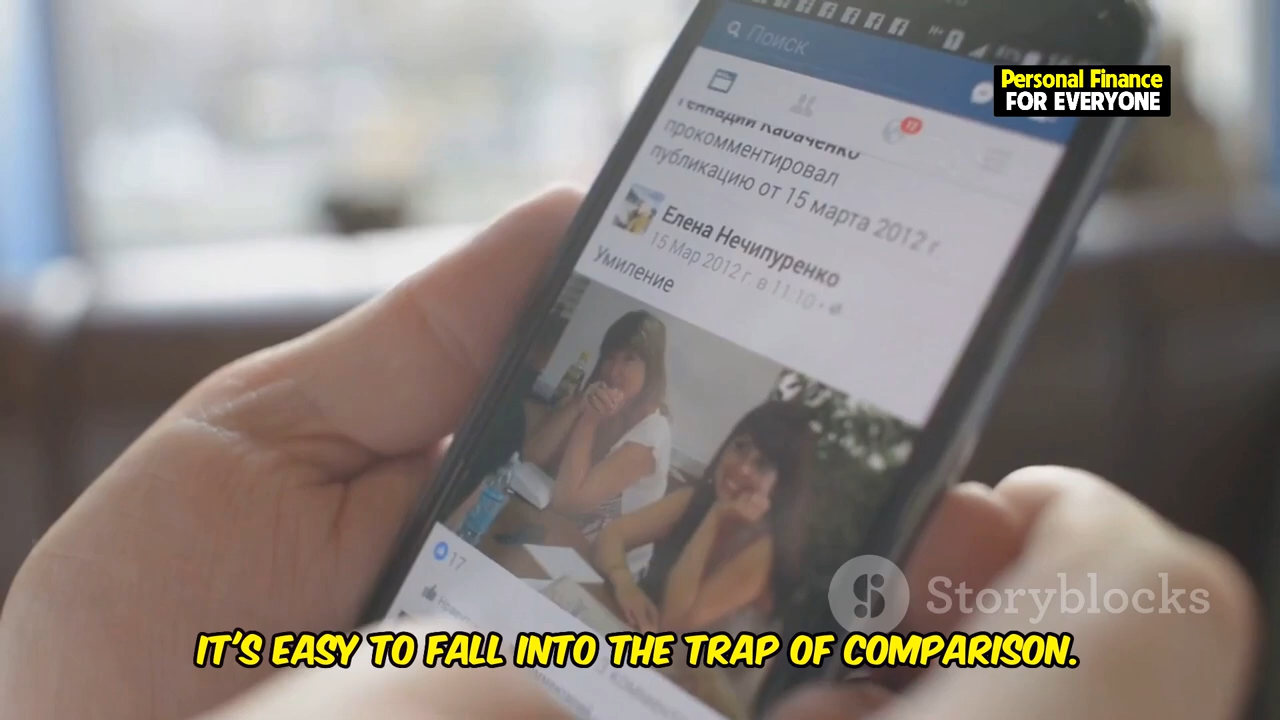 Поиск
Personal Finance
FOR EVERYONE
11
Геннадий Кабаченко
прокомментировал
публикацию от 15 марта 2012 г
Елена Нечипуренко
15 Мар 2012 г. в 11:10
Умиление
17
Storyblocks
IT'S EASY TO FALL INTO THE TRAP OF COMPARISON.